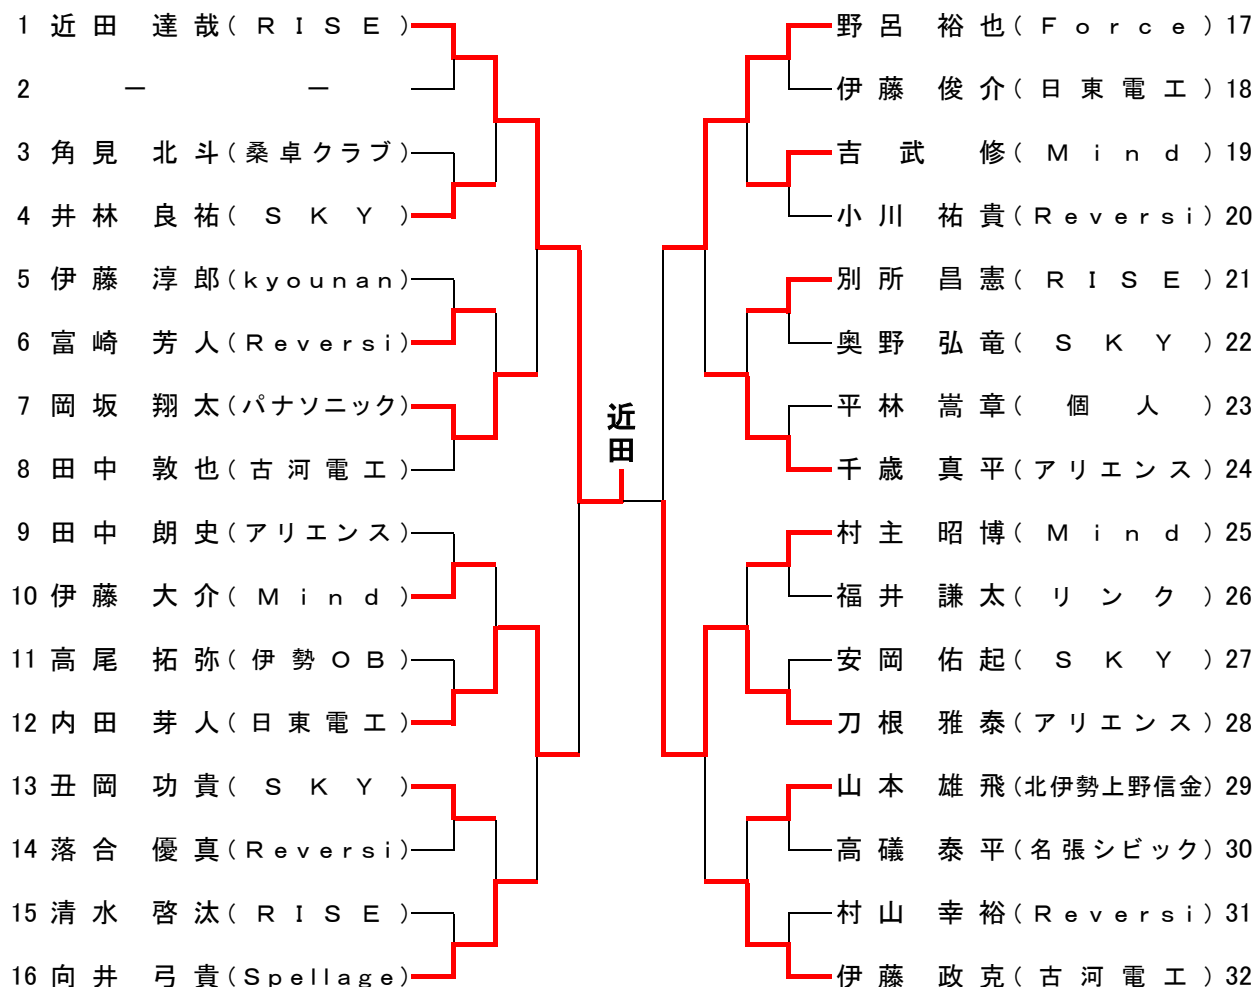 1 近田 達哉(RISE)
2 ー ー
3 角見 北斗(桑卓クラブ)
4 井林 良祐(SKY)
5 伊藤 淳郎(kyounan)
6 富崎 芳人(Reversi)
7 岡坂 翔太(パナソニック)
8 田中 敦也(古河電工)
9 田中 朗史(アリエンス)
10 伊藤 大介(Mind)
11 高尾 拓弥(伊勢OB)
12 内田 芽人(日東電工)
13 丑岡 功貴(SKY)
14 落合 優真(Reversi)
15 清水 啓汰(RISE)
16 向井 弓貴(Spellage)
近田
野呂 裕也(Force) 17
伊藤 俊介(日東電工) 18
吉武 修(Mind) 19
小川 祐貴(Reversi) 20
別所 昌憲(RISE) 21
奥野 弘竜(SKY) 22
平林 嵩章(個人) 23
千歳 真平(アリエンス) 24
村主 昭博(Mind) 25
福井 謙太(リンク) 26
安岡 佑起(SKY) 27
刀根 雅泰(アリエンス) 28
山本 雄飛(北伊勢上野信金) 29
高礒 泰平(名張シビック) 30
村山 幸裕(Reversi) 31
伊藤 政克(古河電工) 32